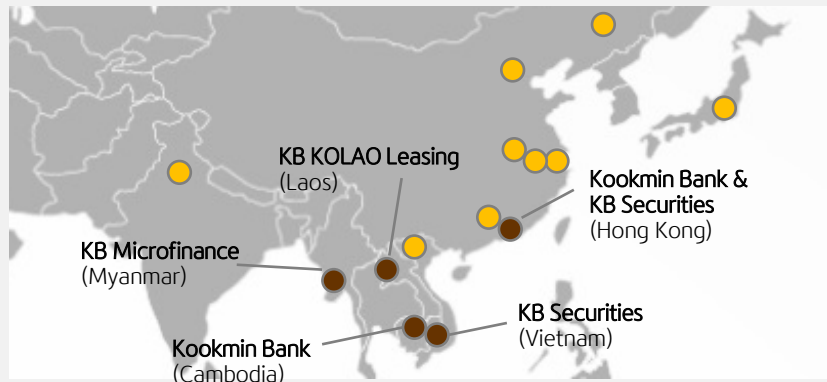 KB KOLAO Leasing
(Laos)
Kookmin Bank &
KB Securities
(Hong Kong)
KB Microfinance
(Myanmar)
KB Securities
(Vietnam)
Kookmin Bank
(Cambodia)